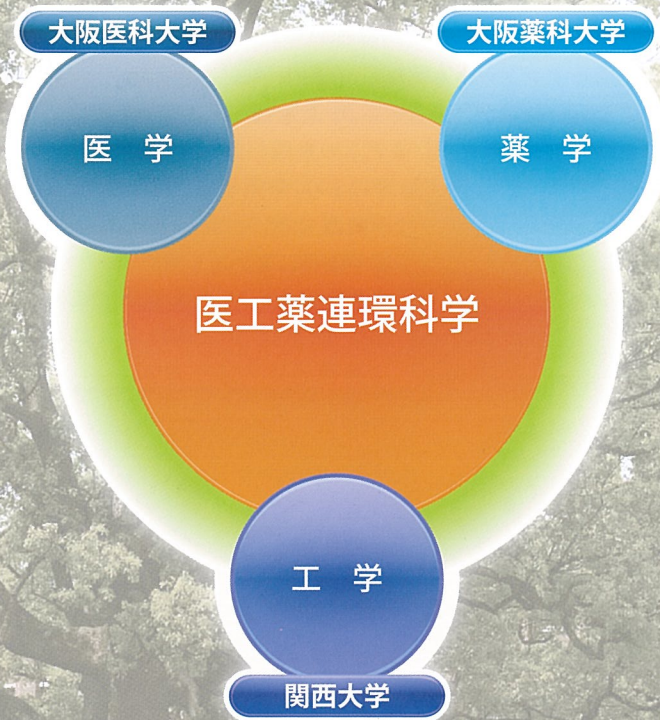 大阪医科大学
大阪薬科大学
医 学
薬 学
医工薬連環科学
工 学
関西大学